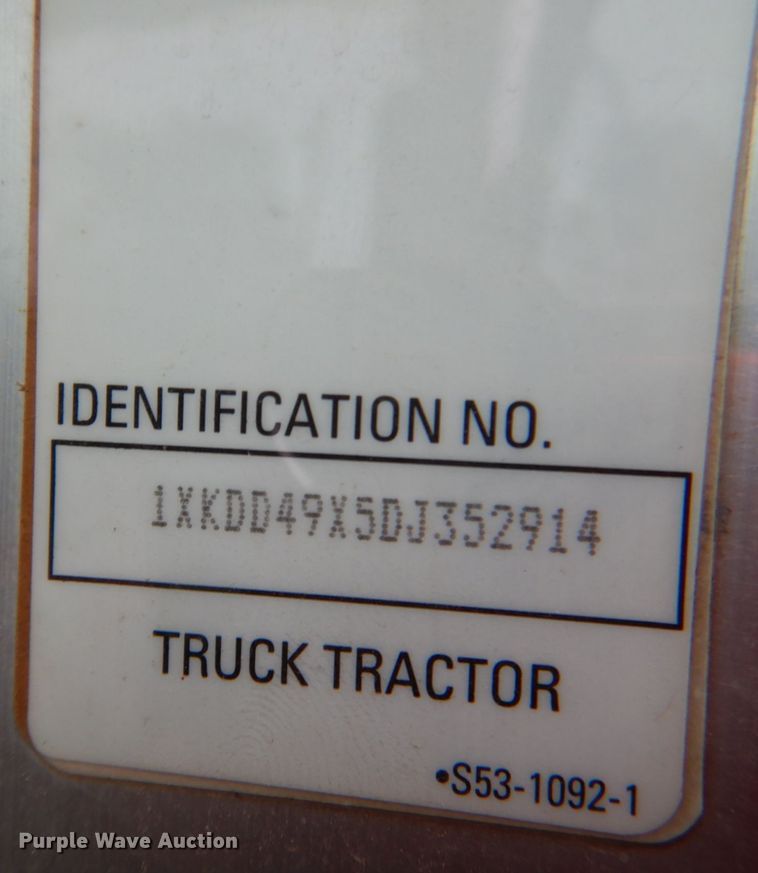 IDENTIFICATION NO.
1XKDD49X5DJ352914
TRUCK TRACTOR
•S53-1092-1
Purple Wave Auction